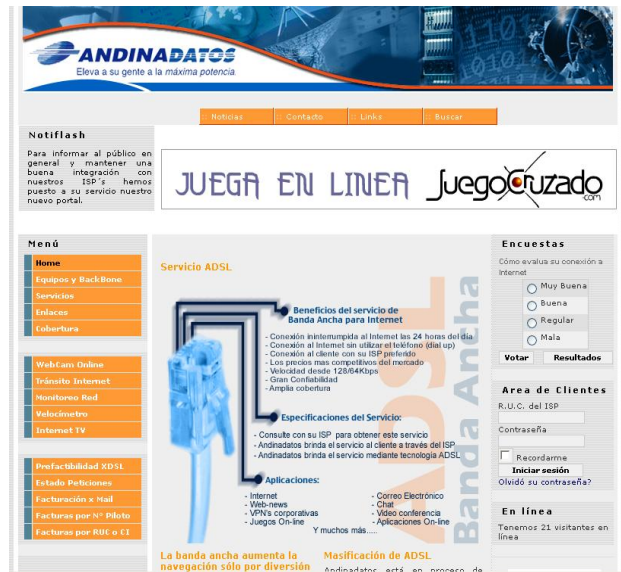 ANDINADATOS
Eleva a su gente a la máxima potencia.
:: Noticias
:: Contacto
:: Links
:: Buscar
Notiflash
Para informar al público en
general y mantener una
buena integración con
nuestros ISP´s hemos
puesto a su servicio nuestro
nuevo portal.
JUEGA EN LINEA
JuegoCruzado
.com
Menú
Home
Equipos y BackBone
Servicios
Enlaces
Cobertura
WebCam Online
Tránsito Internet
Monitoreo Red
Velocímetro
Internet TV
Prefactibilidad XDSL
Estado Peticiones
Facturación x Mail
Facturas por Nº Piloto
Facturas por RUC o CI
Servicio ADSL
Beneficios del servicio de
Banda Ancha para Internet
- Conexión ininterrumpida al Internet las 24 horas del día
- Conexión al Internet sin utilizar el teléfono (dial up)
- Conexión al cliente con su ISP preferido
- Los precios mas competitivos del mercado
- Velocidad desde 128/64Kbps
- Gran Confiabilidad
- Amplia cobertura
Especificaciones del Servicio:
- Consulte con su ISP para obtener este servicio
- Andinadatos brinda el servicio al cliente a través del ISP
- Andinadatos brinda el servicio mediante tecnología ADSL
Aplicaciones:
- Internet
- Web-news
- VPN's corporativas
- Juegos On-line
- Correo Electrónico
- Chat
- Video conferencia
- Aplicaciones On-line
Y muchos más.....
ADSL
Banda Ancha
La banda ancha aumenta la
navegación sólo por diversión
Masificación de ADSL
Andinadatos está en proceso de
Encuestas
Cómo evalua su conexión a
Internet
Muy Buena
Buena
Regular
Mala
Votar
Resultados
Area de Clientes
R.U.C. del ISP
Contraseña
Recordarme
Iniciar sesión
Olvidó su contraseña?
En línea
Tenemos 21 visitantes en
línea